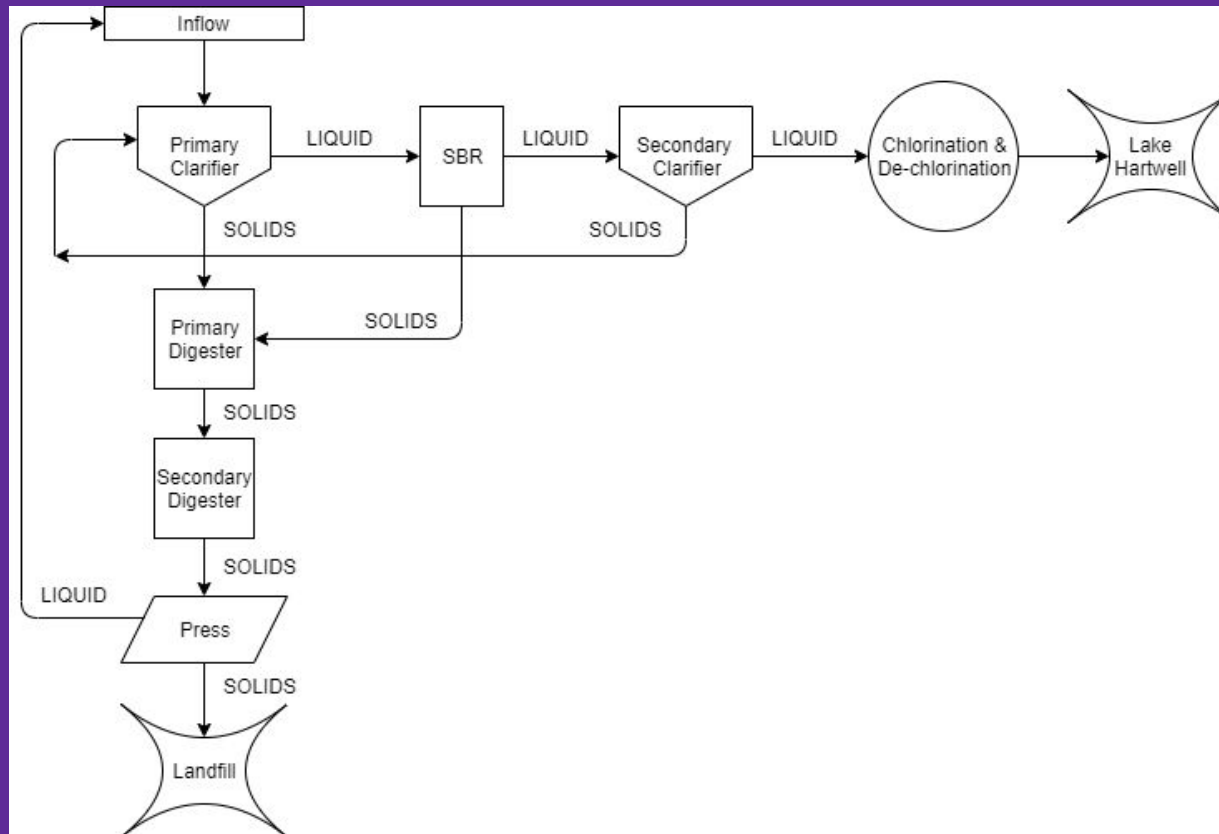 Inflow
Primary
Clarifier
LIQUID
SBR
LIQUID
Secondary
Clarifier
LIQUID
Chlorination &
De-chlorination
Lake
Hartwell
SOLIDS
SOLIDS
SOLIDS
Primary
Digester
SOLIDS
Secondary
Digester
SOLIDS
LIQUID
Press
SOLIDS
Landfill